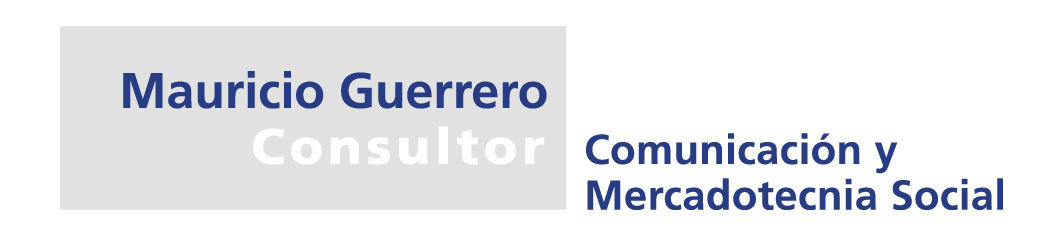 Mauricio Guerrero
Consultor
Comunicación y
Mercadotecnia Social